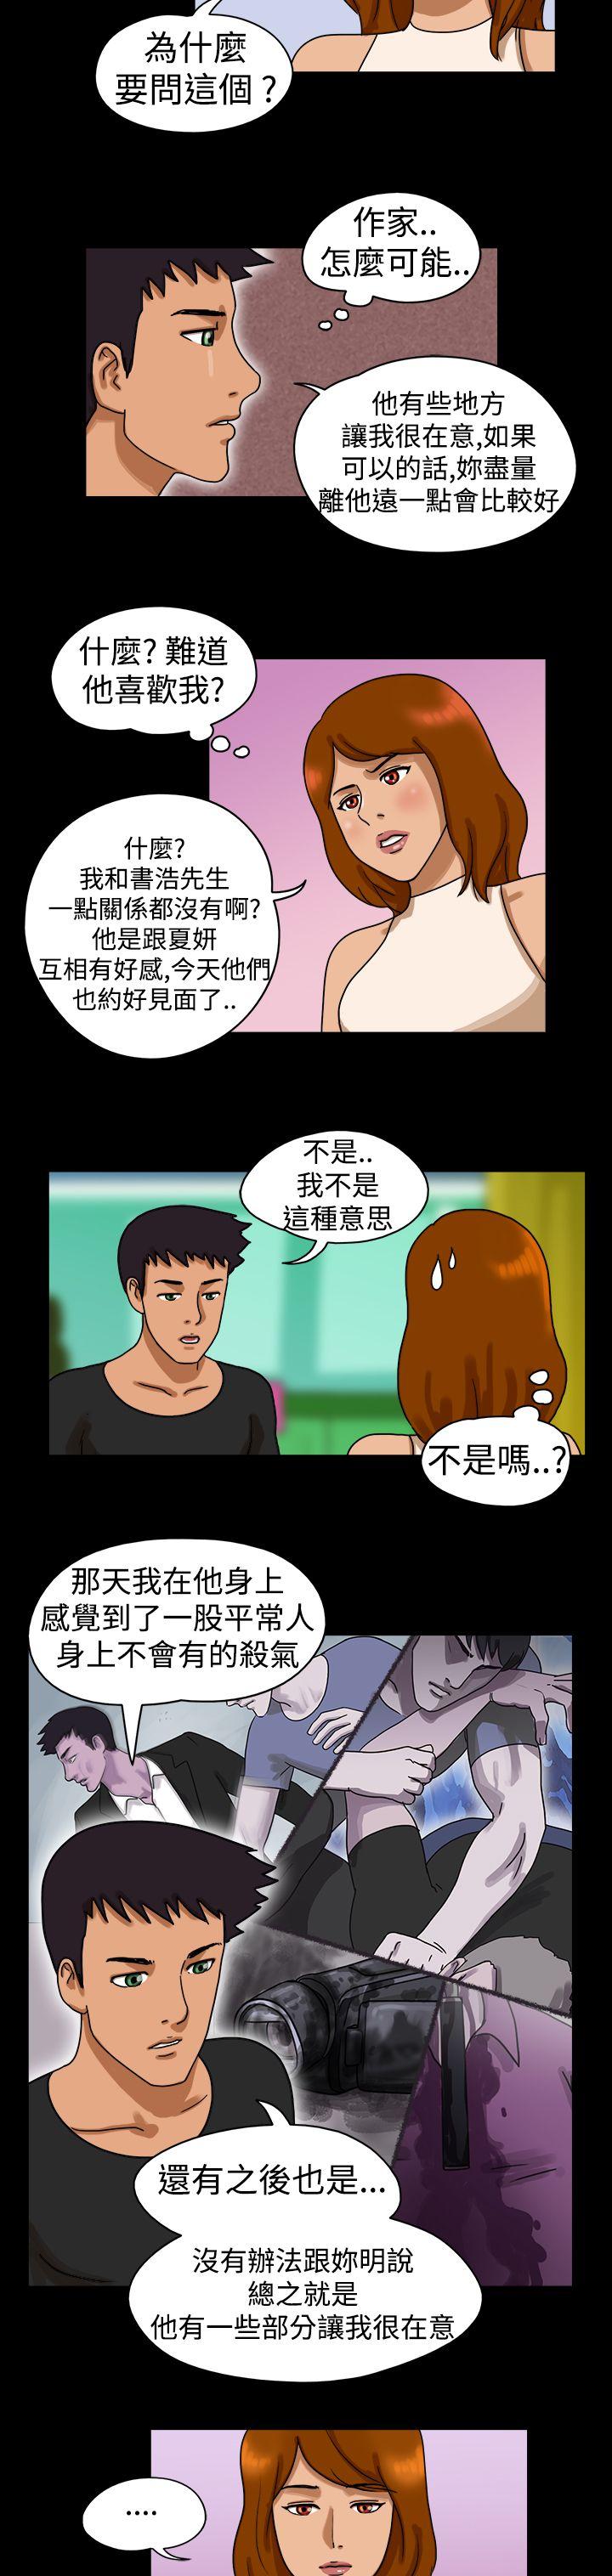 為什麼
要問這個?
作家..
怎麼可能..
他有些地方
讓我很在意,如果
可以的話,妳盡量
離他遠一點會比較好
什麼? 難道
他喜歡我?
什麼?
我和書浩先生
一點關係都沒有啊?
他是跟夏妍
互相有好感,今天他們
也約好見面了..
不是..
我不是
這種意思
不是嗎..?
那天我在他身上
感覺到了一股平常人
身上不會有的殺氣
還有之後也是...
沒有辦法跟妳明說
總之就是
他有一些部分讓我很在意
....